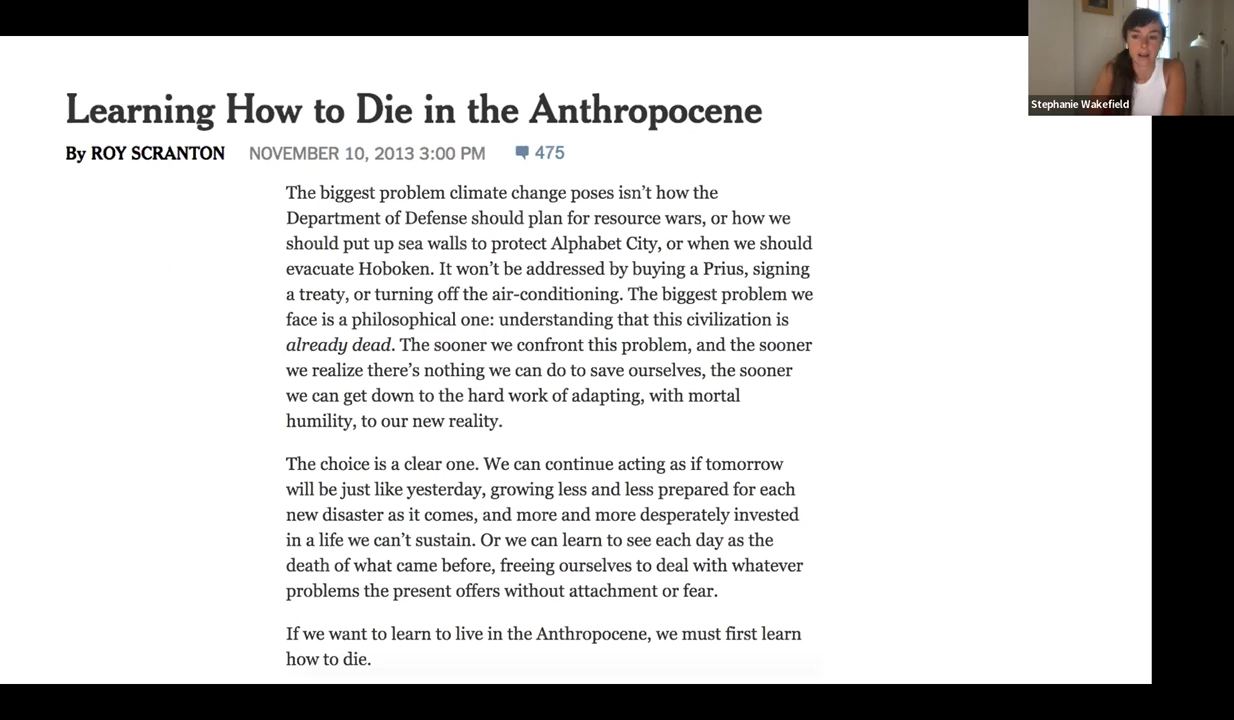 Stephanie Wakefield
Learning How to Die in the Anthropocene
By ROY SCRANTON NOVEMBER 10, 2013 3:00 PM 475
The biggest problem climate change poses isn’t how the
Department of Defense should plan for resource wars, or how we
should put up sea walls to protect Alphabet City, or when we should
evacuate Hoboken. It won’t be addressed by buying a Prius, signing
a treaty, or turning off the air-conditioning. The biggest problem we
face is a philosophical one: understanding that this civilization is
already dead. The sooner we confront this problem, and the sooner
we realize there’s nothing we can do to save ourselves, the sooner
we can get down to the hard work of adapting, with mortal
humility, to our new reality.
The choice is a clear one. We can continue acting as if tomorrow
will be just like yesterday, growing less and less prepared for each
new disaster as it comes, and more and more desperately invested
in a life we can’t sustain. Or we can learn to see each day as the
death of what came before, freeing ourselves to deal with whatever
problems the present offers without attachment or fear.
If we want to learn to live in the Anthropocene, we must first learn
how to die.